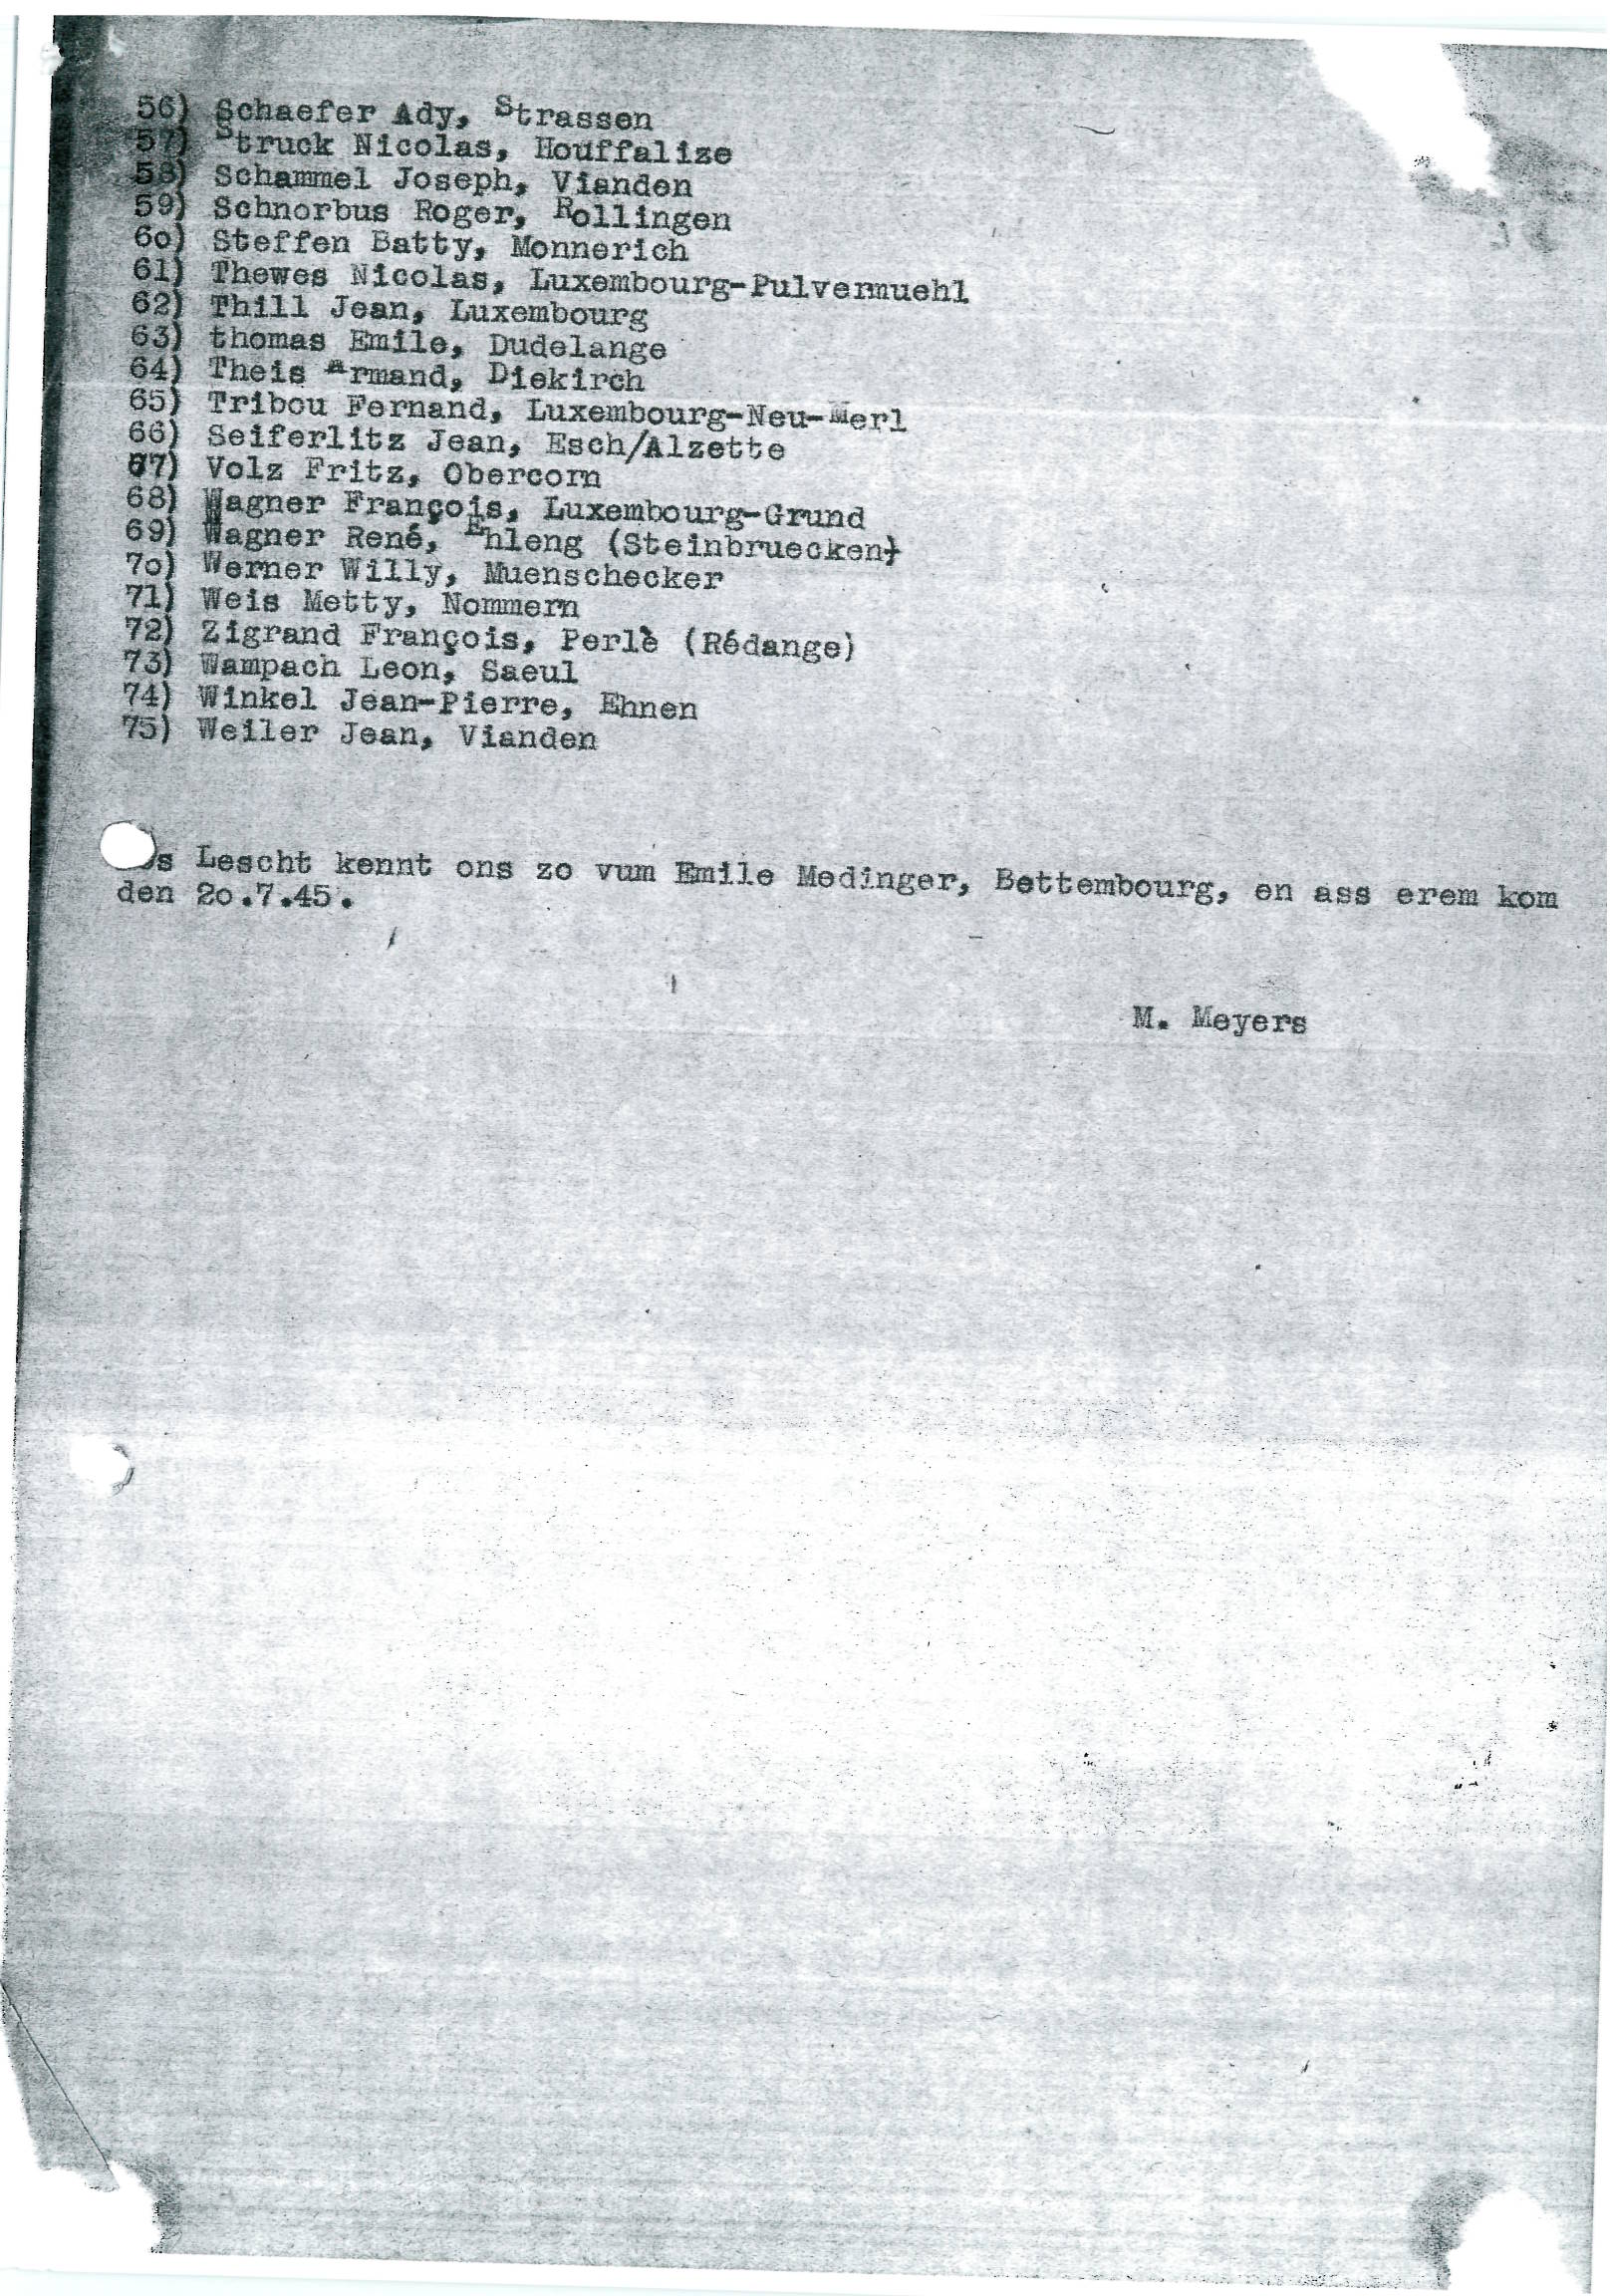 56) Schaefer Ady, Strassen
57) Struck Nicolas, Houffalize
58) Schammel Joseph, Vianden
59) Schnorbus Roger, Rollingen
6o) Steffen Batty, Monnerich
61) Thewes Nicolas, Luxembourg-Pulvermuehl
62) Thill Jean, Luxembourg
63) thomas Emile, Dudelange
64) Theis Armand, Diekirch
65) Tribou Fernand, Luxembourg-Neu-Merl
66) Seiferlitz Jean, Esch/Alzette
67) Volz Fritz, Obercorn
68) Wagner François, Luxembourg-Grund
69) Wagner René, Ehleng (Steinbruecken)
7o) Werner Willy, Muenschecker
71) Weis Metty, Nommern
72) Zigrand François, Perlè (Rédange)
73) Wampach Leon, Saeul
74) Winkel Jean-Pierre, Ehnen
75) Weiler Jean, Vianden
Lescht kennt ons zo vum Emile Medinger, Bettembourg, en ass erem kom
den 2o.7.45.
M. Meyers